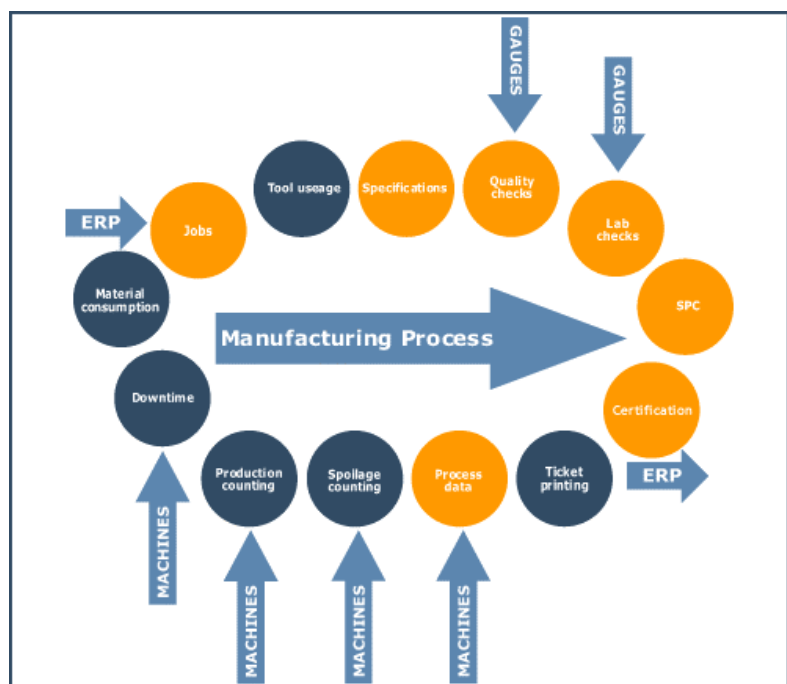 GAUGES
GAUGES
Tool useage
Specifications
Quality
checks
Lab
checks
ERP
Jobs
Material
consumption
SPC
Manufacturing Process
Downtime
Certification
Production
counting
Spoilage
counting
Process
data
Ticket
printing
ERP
MACHINES
MACHINES
MACHINES
MACHINES